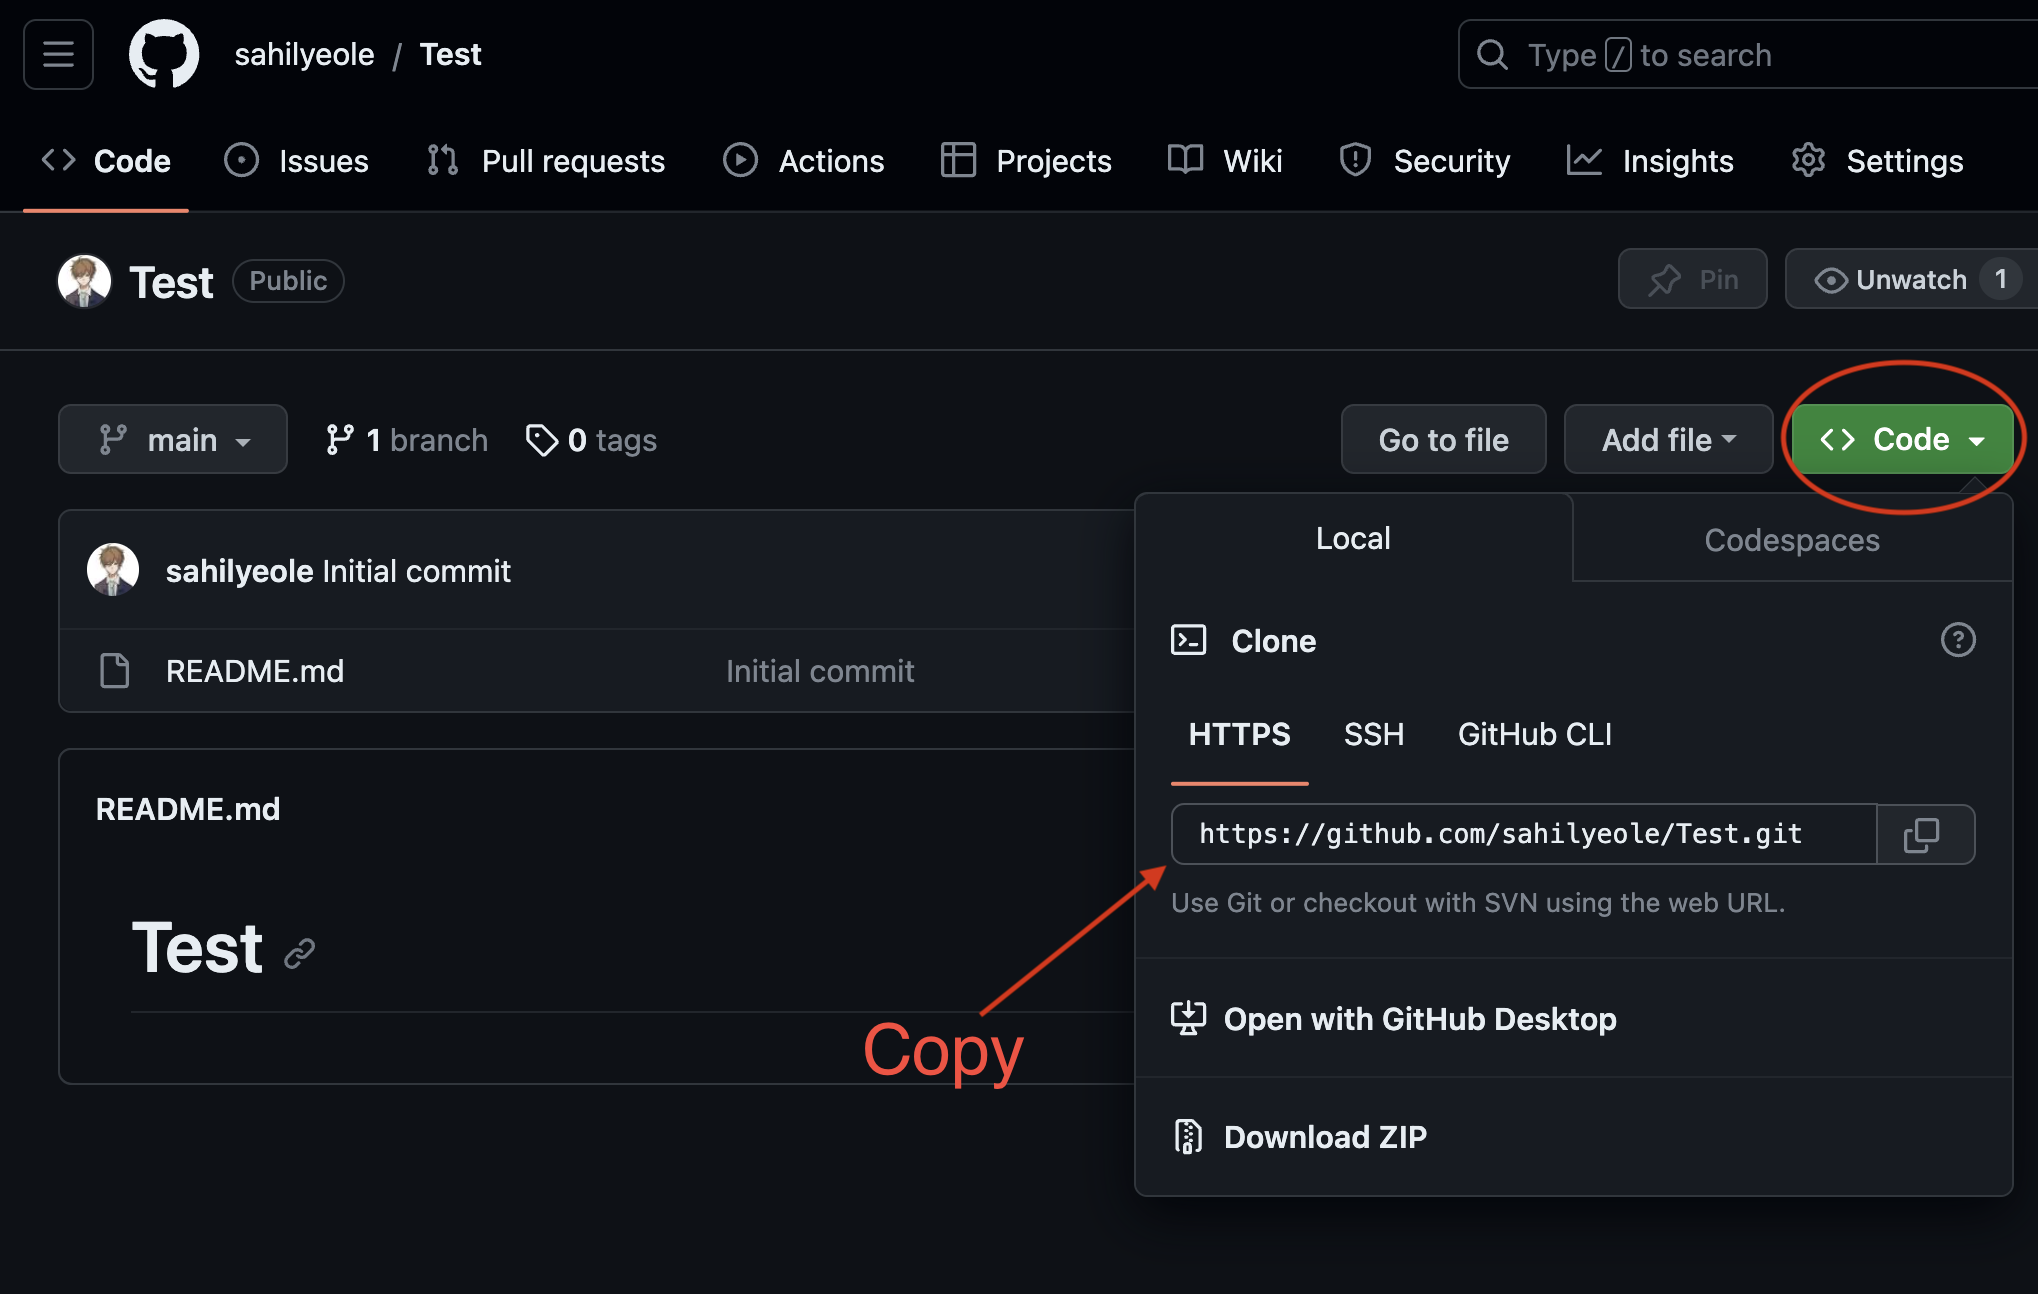 sahilyeole / Test
Type / to search
Code Issues Pull requests Actions Projects Wiki Security Insights Settings
Test Public
Pin Unwatch 1
main 1 branch 0 tags
Go to file Add file Code
sahilyeole Initial commit
README.md Initial commit
README.md
Test
Copy
Local Codespaces
Clone
HTTPS SSH GitHub CLI
https://github.com/sahilyeole/Test.git
Use Git or checkout with SVN using the web URL.
Open with GitHub Desktop
Download ZIP